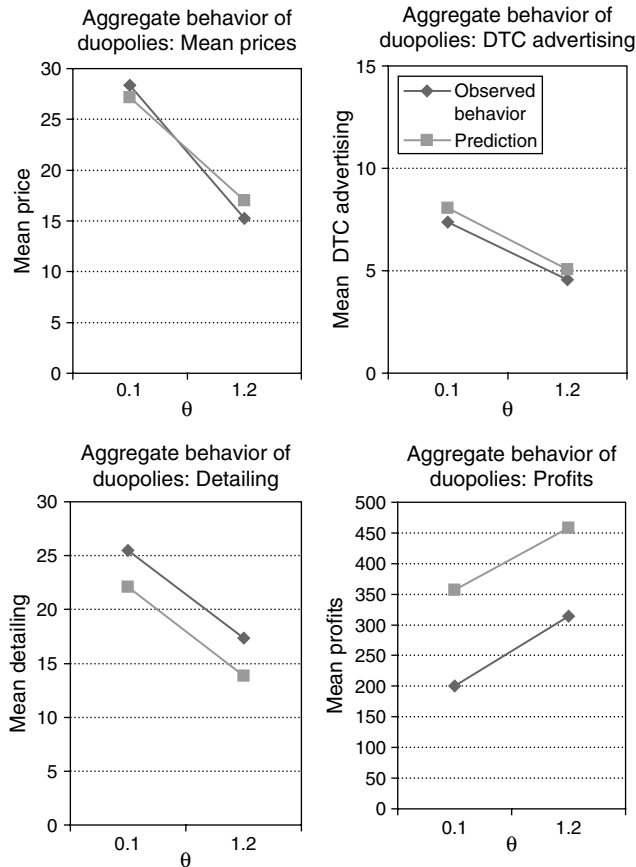 Aggregate behavior of
duopolies: Mean prices
30
25
20
15
10
5
0
Mean price
0.1
1.2
θ
Aggregate behavior of
duopolies: DTC advertising
15
10
5
0
Mean DTC advertising
Observed
behavior
Prediction
0.1
1.2
θ
Aggregate behavior of
duopolies: Detailing
30
25
20
15
10
5
0
Mean detailing
0.1
1.2
θ
Aggregate behavior of
duopolies: Profits
500
450
400
350
300
250
200
150
100
50
0
Mean profits
0.1
1.2
θ